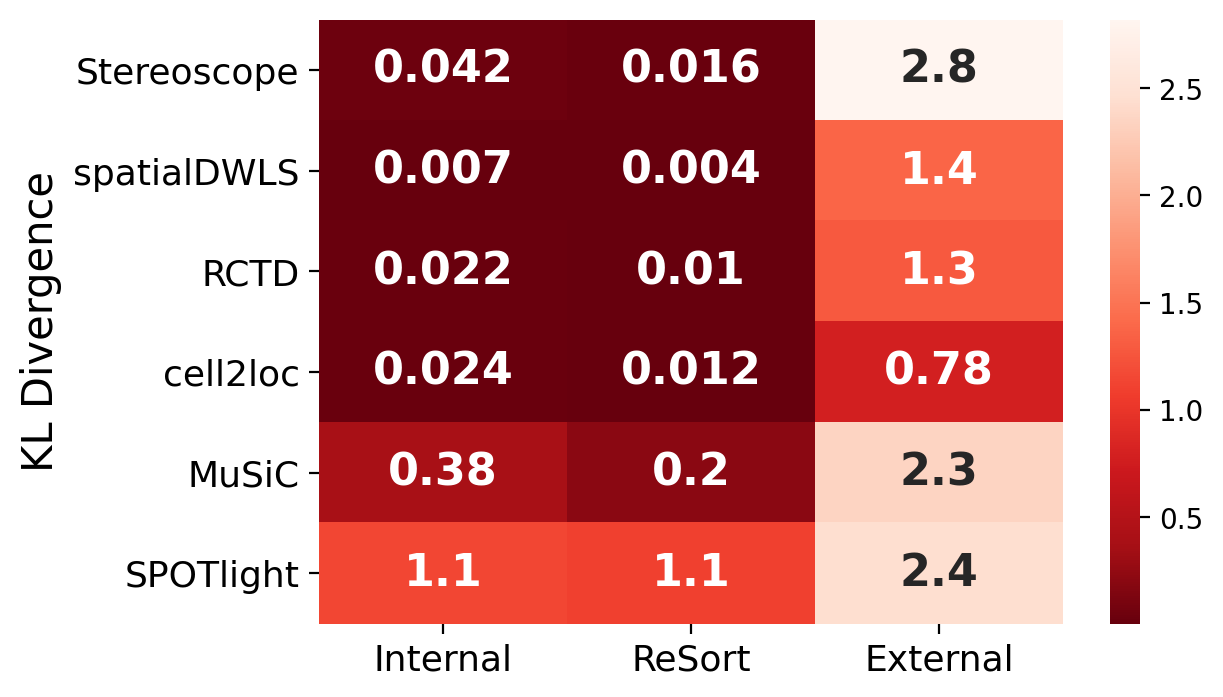 KL Divergence
Stereoscope 0.042 0.016 2.8
spatialDWLS 0.007 0.004 1.4
RCTD 0.022 0.01 1.3
cell2loc 0.024 0.012 0.78
MuSiC 0.38 0.2 2.3
SPOTlight 1.1 1.1 2.4
Internal ReSort External
2.5
2.0
1.5
1.0
0.5